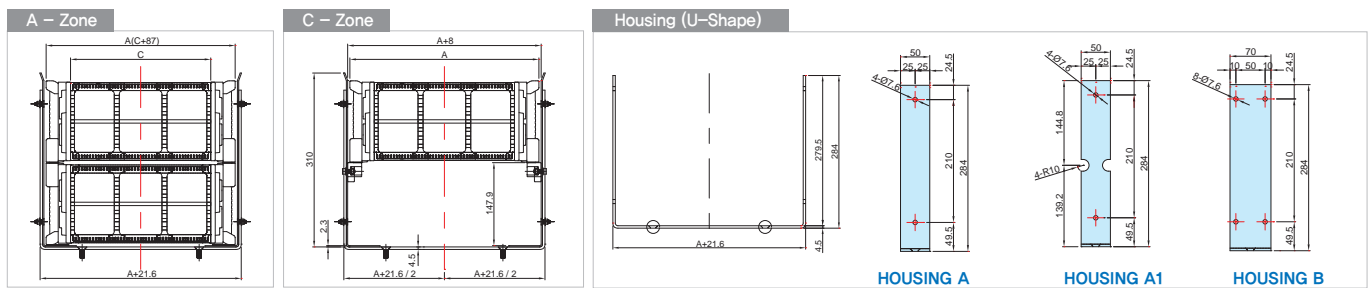 A – Zone
A(C+87)
C
310
2.3
A+21.6
C – Zone
A+8
A
147.9
4.5
A+21.6 / 2
A+21.6 / 2
Housing (U–Shape)
279.5
284
A+21.6
4.5
50
25 25
24.5
4-Ø7.6
210
284
49.5
HOUSING A
50
25 25
24.5
4-Ø7.6
144.8
4-R10
139.2
210
284
49.5
HOUSING A1
70
10 50 10
24.5
8-Ø7.6
210
284
49.5
HOUSING B